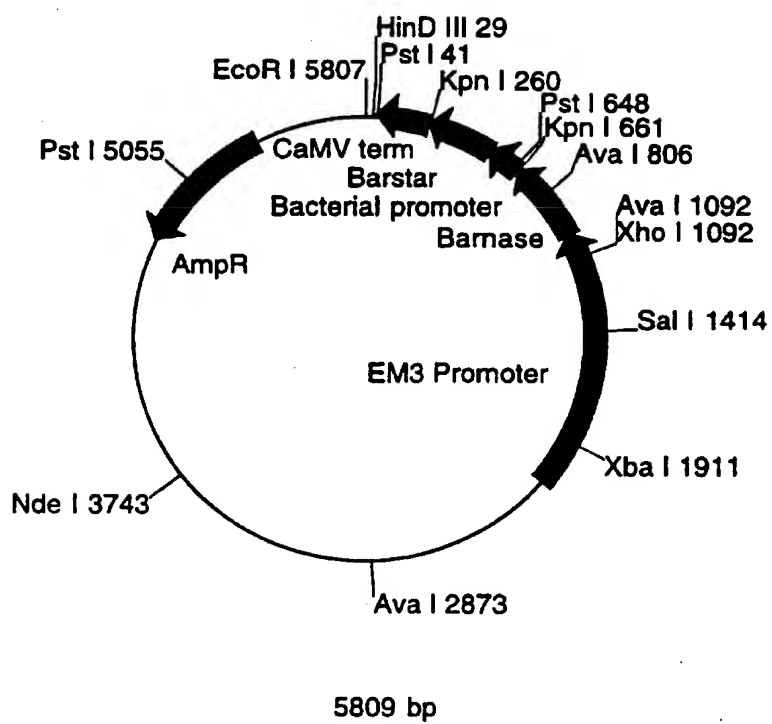 HinD III 29
Pst I 41
EcoR I 5807
Kpn I 260
Pst I 648
Kpn I 661
Pst I 5055
CaMV term
Ava I 806
Barstar
Bacterial promoter
Ava I 1092
Xho I 1092
Barnase
AmpR
Sal I 1414
EM3 Promoter
Xba I 1911
Nde I 3743
Ava I 2873
5809 bp